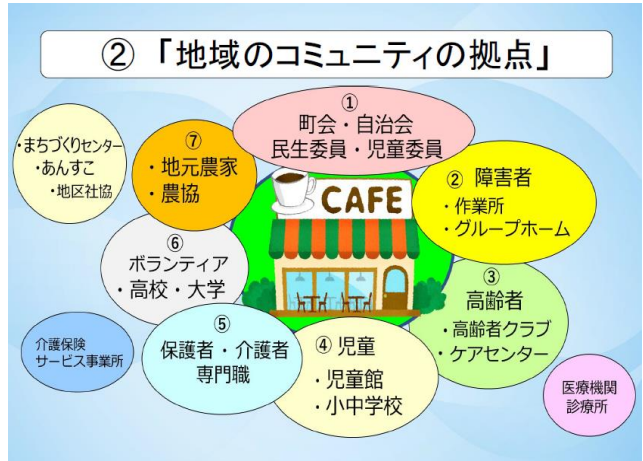 ②「地域のコミュニティの拠点」
①
町会・自治会
民生委員・児童委員
② 障害者
・作業所
・グループホーム
③
高齢者
・高齢者クラブ
・ケアセンター
④ 児童
・児童館
・小中学校
⑤
保護者・介護者
専門職
⑥
ボランティア
・高校・大学
⑦
・地元農家
・農協
・まちづくりセンター
・あんすこ
・地区社協
介護保険
サービス事業所
医療機関
診療所
CAFE